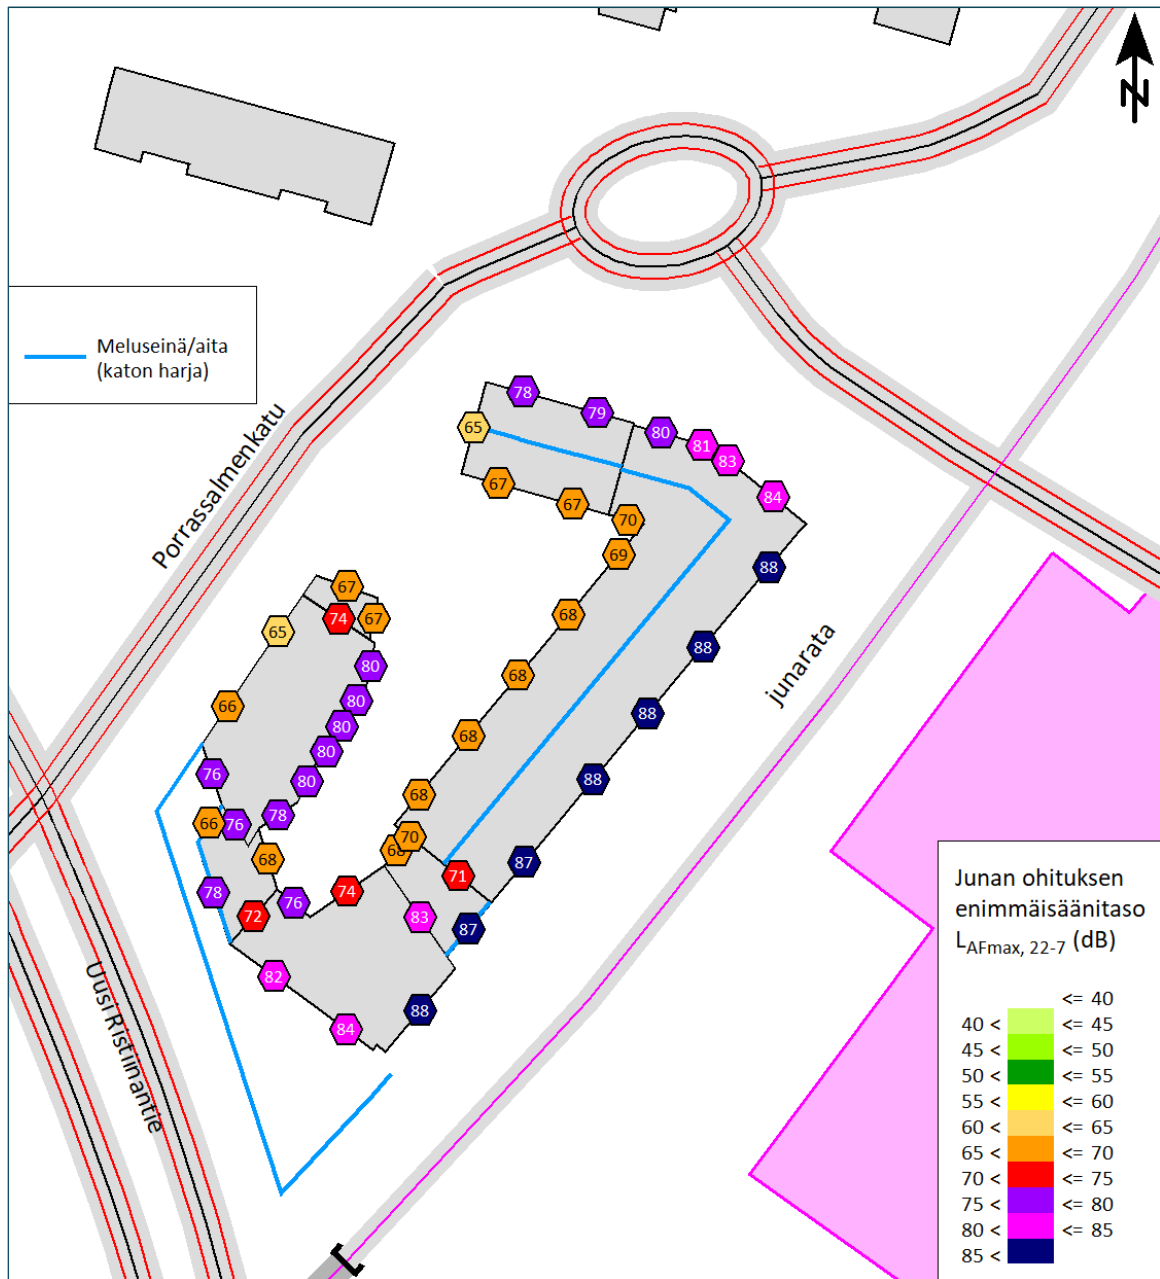 N
Meluseinä/aita
(katon harja)
Porrassalmenkatu
junarata
Uusi Ristiinantie
78
79
65
80
81
83
67
84
67
70
69
88
67
74
67
68
65
88
80
68
80
66
88
80
68
80
76
88
80
68
78
66
76
70
68
68
87
71
78
76
74
72
83
87
82
88
84
Junan ohituksen
enimmäisäänitaso
LAFmax, 22-7 (dB)
<= 40
40 < <= 45
45 < <= 50
50 < <= 55
55 < <= 60
60 < <= 65
65 < <= 70
70 < <= 75
75 < <= 80
80 < <= 85
85 <